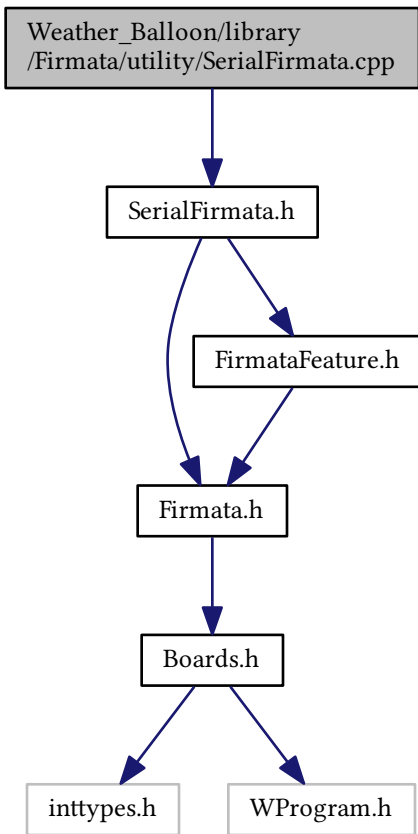 Weather_Balloon/library
/Firmata/utility/SerialFirmata.cpp
SerialFirmata.h
FirmataFeature.h
Firmata.h
Boards.h
inttypes.h
WProgram.h